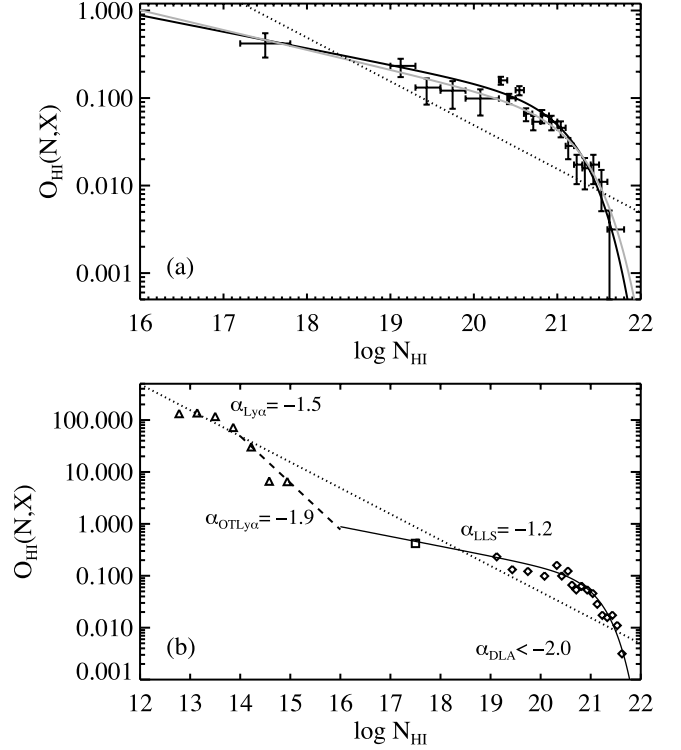 1.000
0.100
0.010
0.001
O_HI(N,X)
(a)
16 17 18 19 20 21 22
log N_HI
100.000
10.000
1.000
0.100
0.010
0.001
O_HI(N,X)
α_Lyα = −1.5
α_OTLyα = −1.9
α_LLS = −1.2
α_DLA < −2.0
(b)
12 13 14 15 16 17 18 19 20 21 22
log N_HI